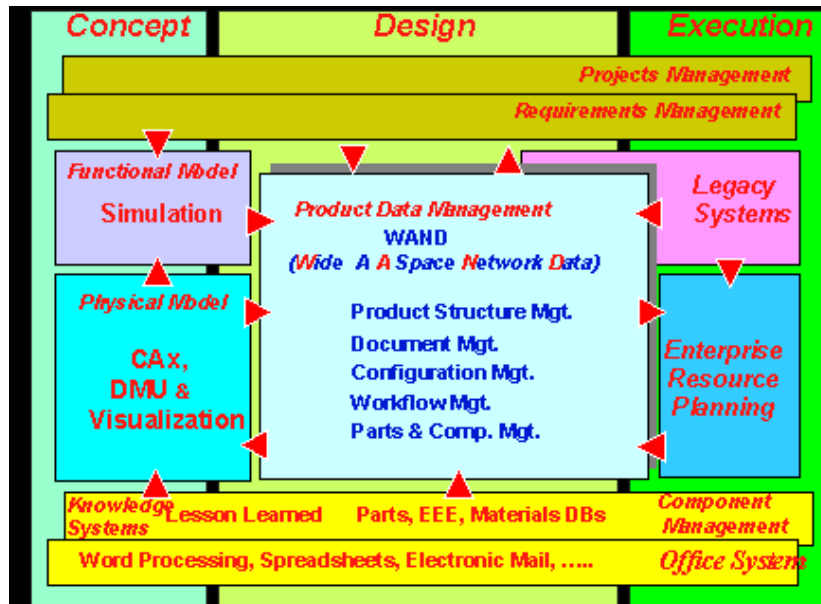 Concept
Design
Execution
Projects Management
Requirements Management
Functional Model
Simulation
Product Data Management
WAND
(Wide A A Space Network Data)
Product Structure Mgt.
Document Mgt.
Configuration Mgt.
Workflow Mgt.
Parts & Comp. Mgt.
Legacy
Systems
Physical Model
CAx,
DMU &
Visualization
Enterprise
Resource
Planning
Knowledge
Systems
Lesson Learned
Parts, EEE, Materials DBs
Component
Management
Word Processing, Spreadsheets, Electronic Mail, .....
Office System